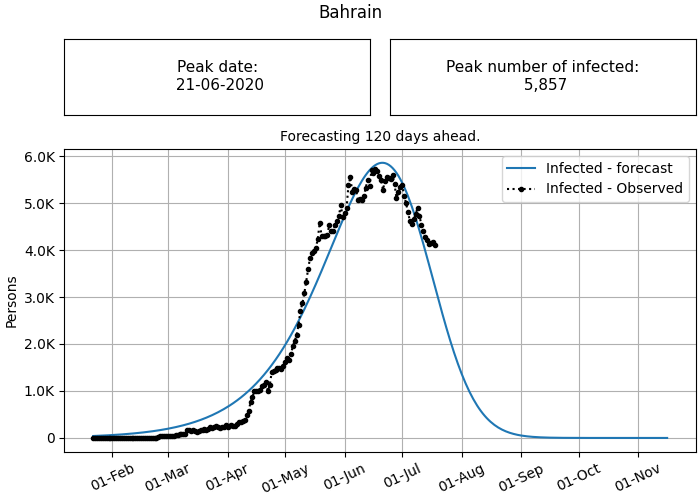 Bahrain
Peak date:
21-06-2020
Peak number of infected:
5,857
Forecasting 120 days ahead.
Infected - forecast
Infected - Observed
Persons
6.0K
5.0K
4.0K
3.0K
2.0K
1.0K
0
01-Feb
01-Mar
01-Apr
01-May
01-Jun
01-Jul
01-Aug
01-Sep
01-Oct
01-Nov